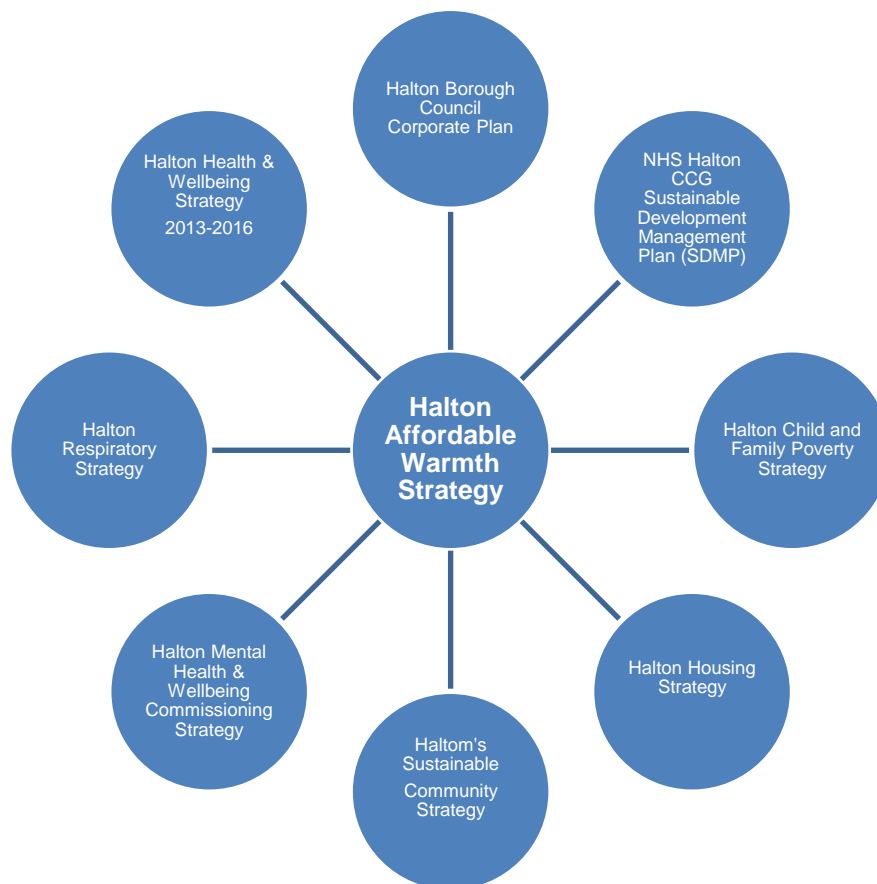 Halton Borough
Council
Corporate Plan
NHS Halton
CCG
Sustainable
Development
Management
Plan (SDMP)
Halton Child and
Family Poverty
Strategy
Halton Housing
Strategy
Haltom's
Sustainable
Community
Strategy
Halton Mental
Health &
Wellbeing
Commissioning
Strategy
Halton
Respiratory
Strategy
Halton Health &
Wellbeing
Strategy
2013-2016
Halton
Affordable
Warmth
Strategy